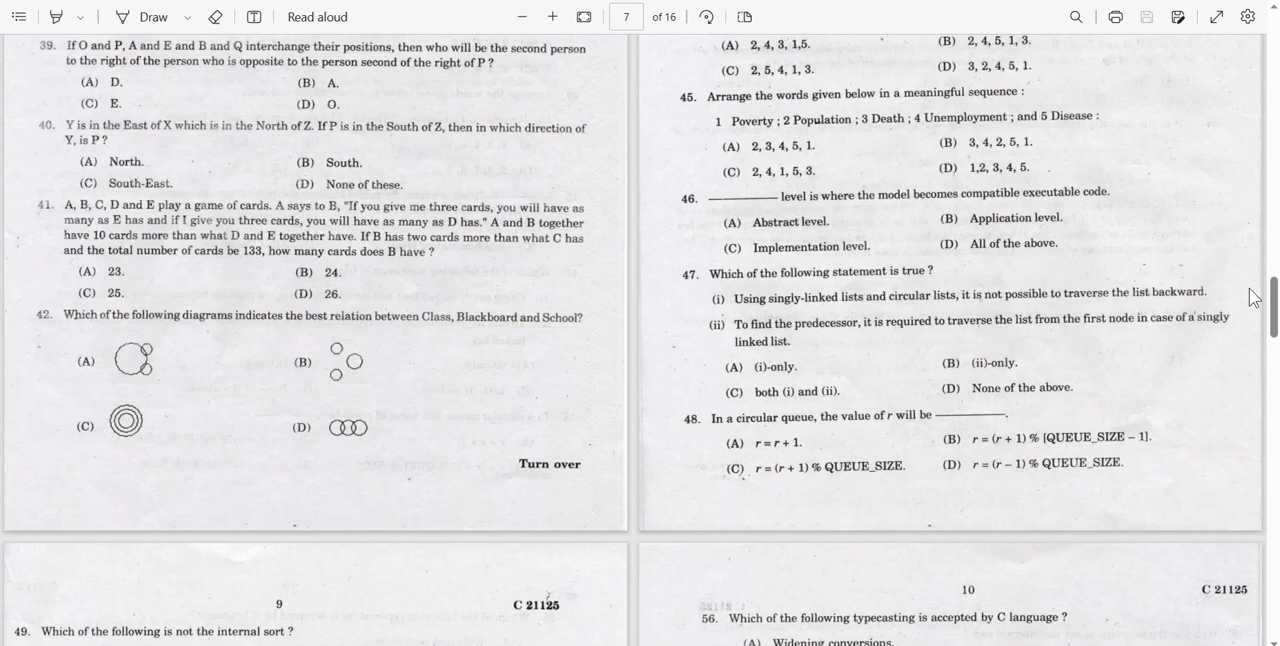 Draw
Read aloud
7 of 16
39. If O and P, A and E and B and Q interchange their positions, then who will be the second person
to the right of the person who is opposite to the person second of the right of P ?
(A) D. (B) A.
(C) E. (D) O.
40. Y is in the East of X which is in the North of Z. If P is in the South of Z, then in which direction of
Y, is P ?
(A) North. (B) South.
(C) South-East. (D) None of these.
41. A, B, C, D and E play a game of cards. A says to B, "If you give me three cards, you will have as
many as E has and if I give you three cards, you will have as many as D has." A and B together
have 10 cards more than what D and E together have. If B has two cards more than what C has
and the total number of cards be 133, how many cards does B have ?
(A) 23. (B) 24.
(C) 25. (D) 26.
42. Which of the following diagrams indicates the best relation between Class, Blackboard and School?
(A) (B)
(C) (D)
Turn over
(A) 2, 4, 3, 1,5. (B) 2, 4, 5, 1, 3.
(C) 2, 5, 4, 1, 3. (D) 3, 2, 4, 5, 1.
45. Arrange the words given below in a meaningful sequence :
1 Poverty ; 2 Population ; 3 Death ; 4 Unemployment ; and 5 Disease :
(A) 2, 3, 4, 5, 1. (B) 3, 4, 2, 5, 1.
(C) 2, 4, 1, 5, 3. (D) 1,2, 3, 4, 5.
46. ———— level is where the model becomes compatible executable code.
(A) Abstract level. (B) Application level.
(C) Implementation level. (D) All of the above.
47. Which of the following statement is true ?
(i) Using singly-linked lists and circular lists, it is not possible to traverse the list backward.
(ii) To find the predecessor, it is required to traverse the list from the first node in case of a singly
linked list.
(A) (i)-only. (B) (ii)-only.
(C) both (i) and (ii). (D) None of the above.
48. In a circular queue, the value of r will be ————.
(A) r = r + 1. (B) r = (r + 1) % [QUEUE_SIZE – 1].
(C) r = (r + 1) % QUEUE_SIZE. (D) r = (r – 1) % QUEUE_SIZE.
9 C 21125
49. Which of the following is not the internal sort ?
10 C 21125
56. Which of the following typecasting is accepted by C language ?
(A) Widening conversions.